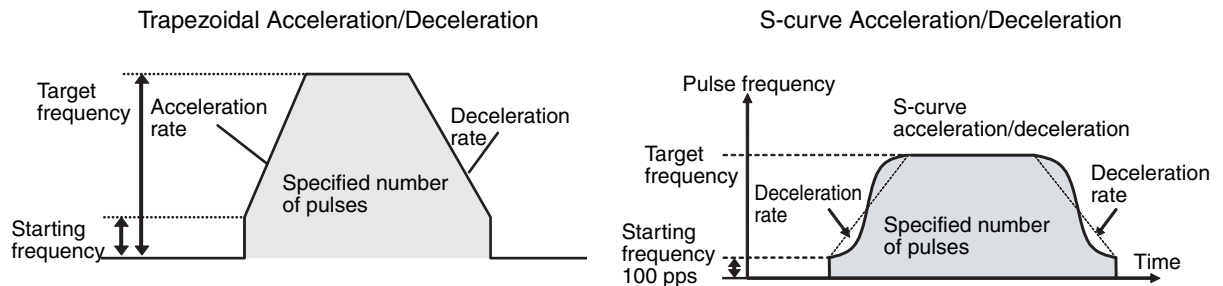 Trapezoidal Acceleration/Deceleration
Target
frequency
Acceleration
rate
Deceleration
rate
Specified number
of pulses
Starting
frequency
S-curve Acceleration/Deceleration
Pulse frequency
S-curve
acceleration/deceleration
Target
frequency
Deceleration
rate
Deceleration
rate
Specified number
of pulses
Starting
frequency
100 pps
Time